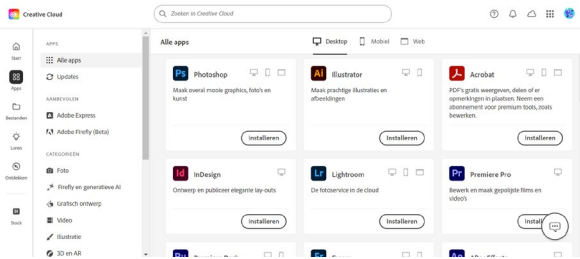 Creative Cloud
Zoeken in Creative Cloud
Start
Apps
Bestanden
Leren
Ontdekken
Stock
APPS
Alle apps
Updates
AANBEVOLEN
Adobe Express
Adobe Firefly (Beta)
CATEGORIEËN
Foto
Firefly en generatieve AI
Grafisch ontwerp
Video
Illustratie
3D en AR
Alle apps
Desktop
Mobiel
Web
Ps
Photoshop
Maak overal mooie graphics, foto's en
kunst
Installeren
Ai
Illustrator
Maak prachtige illustraties en
afbeeldingen
Installeren
Acrobat
PDF's gratis weergeven, delen of er
opmerkingen in plaatsen. Neem een
abonnement voor premium tools, zoals
bewerken.
Installeren
Id
InDesign
Ontwerp en publiceer elegante lay-outs
Installeren
Lr
Lightroom
De fotoservice in de cloud
Installeren
Pr
Premiere Pro
Bewerk en maak gepolijste films en
video's